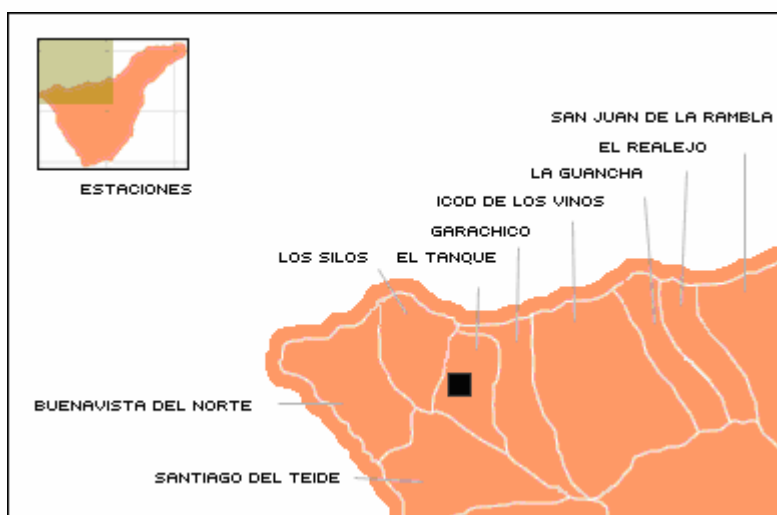 ESTACIONES
SAN JUAN DE LA RAMBLA
EL REALEJO
LA GUANCHA
ICOD DE LOS VINOS
GARACHICO
LOS SILOS
EL TANQUE
BUENAVISTA DEL NORTE
SANTIAGO DEL TEIDE